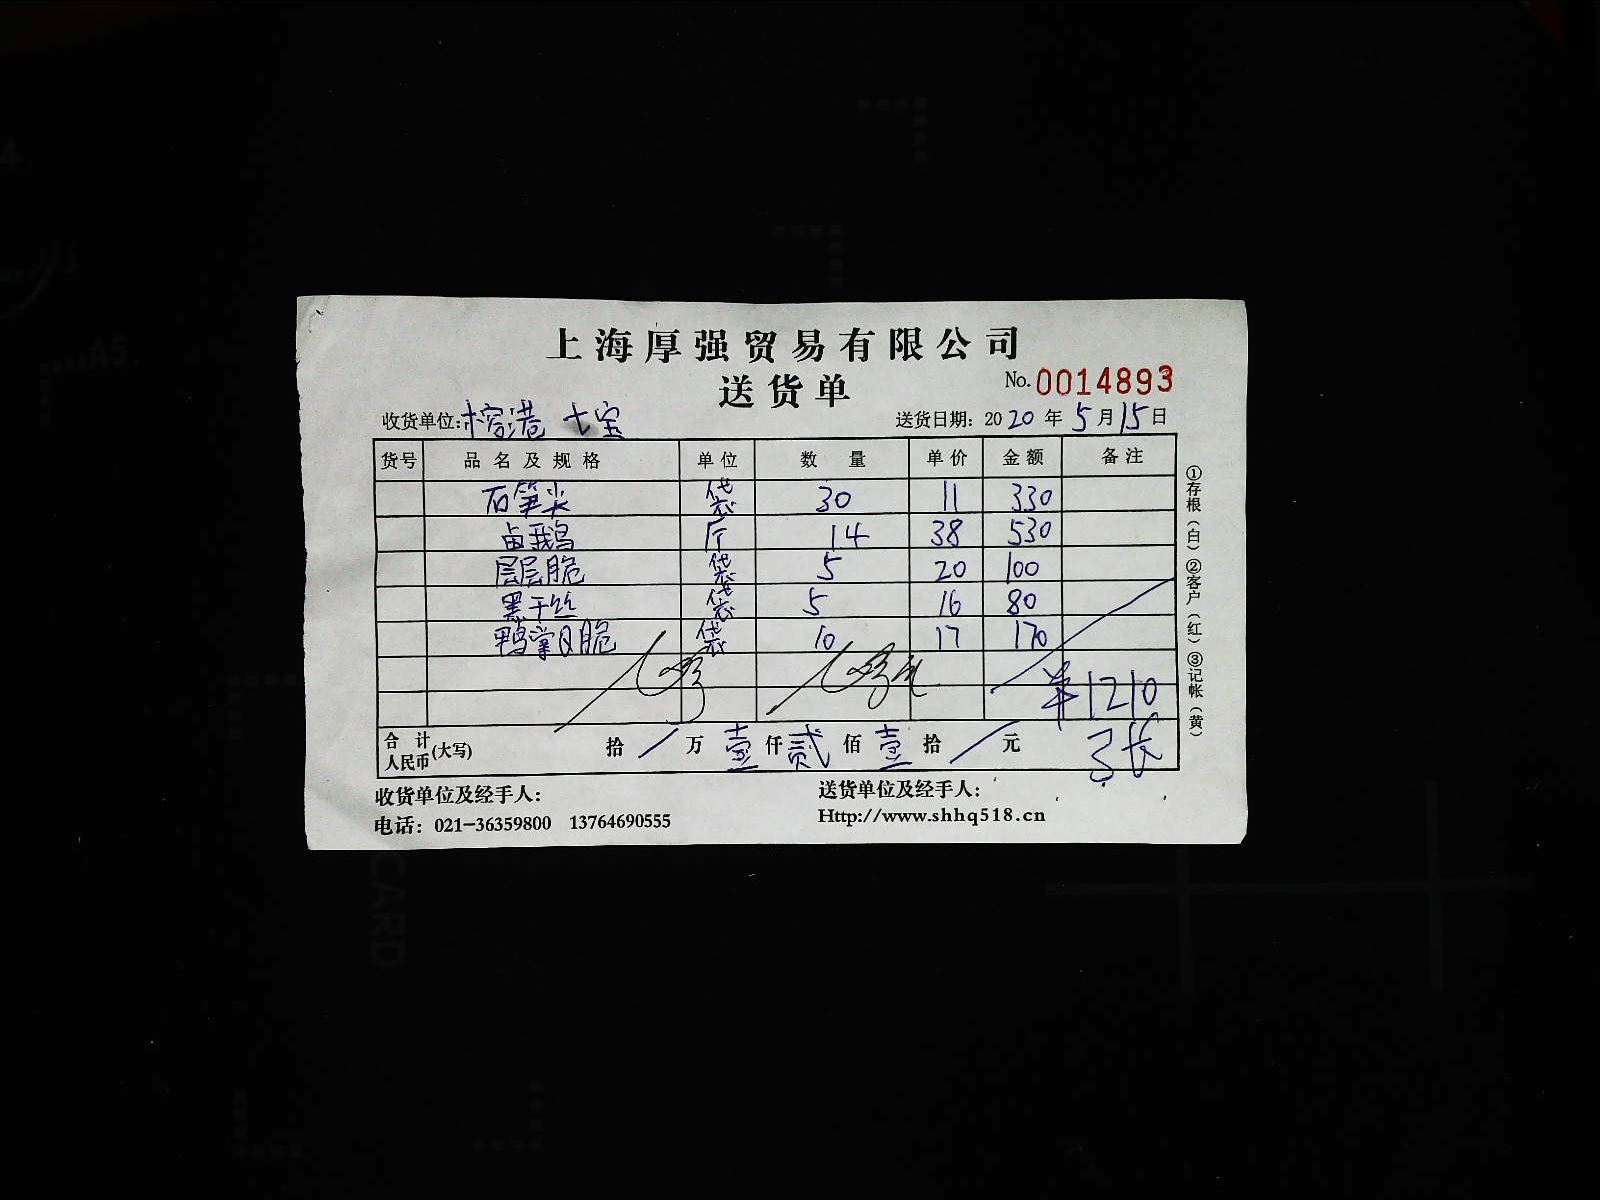 上海厚强贸易有限公司
送货单
No. 0014893
收货单位:榕港 七宝 送货日期: 2020 年 5 月 15 日
货号 品名及规格 单位 数量 单价 金额 备注
石笋尖 袋 30 11 330
卤鹅 斤 14 38 530
层层脆 袋 5 20 100
黑千丝 袋 5 16 80
鸭掌月脆 袋 10 17 170
¥1210
合计人民币(大写) 拾 / 万 壹 仟 贰 佰 壹 拾 / 元
收货单位及经手人: 送货单位及经手人:
电话: 021-36359800 13764690555 Http://www.shhq518.cn
①存根(白)②客户(红)③记帐(黄)
A5
CARD